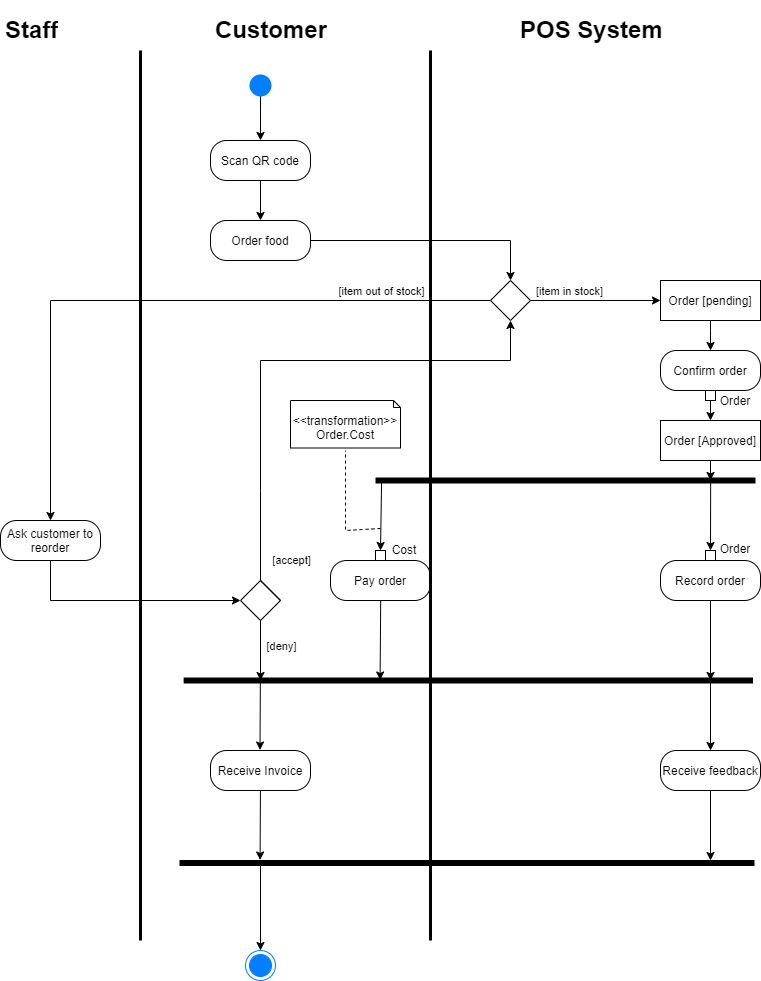 Staff
Customer
POS System
Scan QR code
Order food
[item out of stock]
[item in stock]
Order [pending]
Confirm order
Order
<<transformation>>
Order.Cost
Order [Approved]
Ask customer to
reorder
[accept]
Cost
Pay order
Order
Record order
[deny]
Receive Invoice
Receive feedback